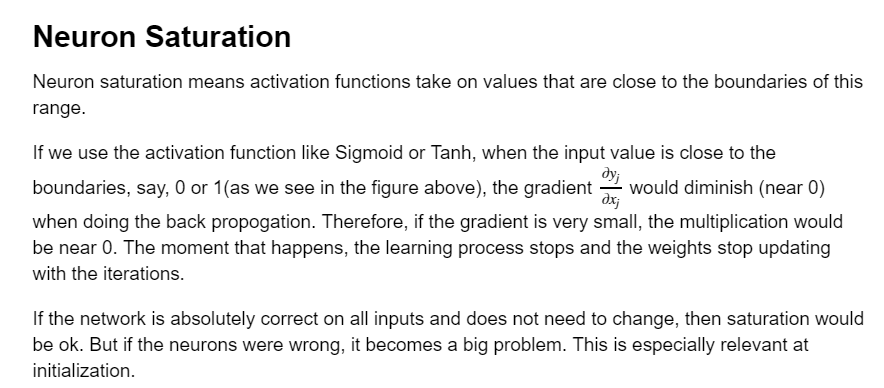 Neuron Saturation
Neuron saturation means activation functions take on values that are close to the boundaries of this
range.
If we use the activation function like Sigmoid or Tanh, when the input value is close to the
boundaries, say, 0 or 1(as we see in the figure above), the gradient ∂yⱼ/∂xⱼ would diminish (near 0)
when doing the back propogation. Therefore, if the gradient is very small, the multiplication would
be near 0. The moment that happens, the learning process stops and the weights stop updating
with the iterations.
If the network is absolutely correct on all inputs and does not need to change, then saturation would
be ok. But if the neurons were wrong, it becomes a big problem. This is especially relevant at
initialization.